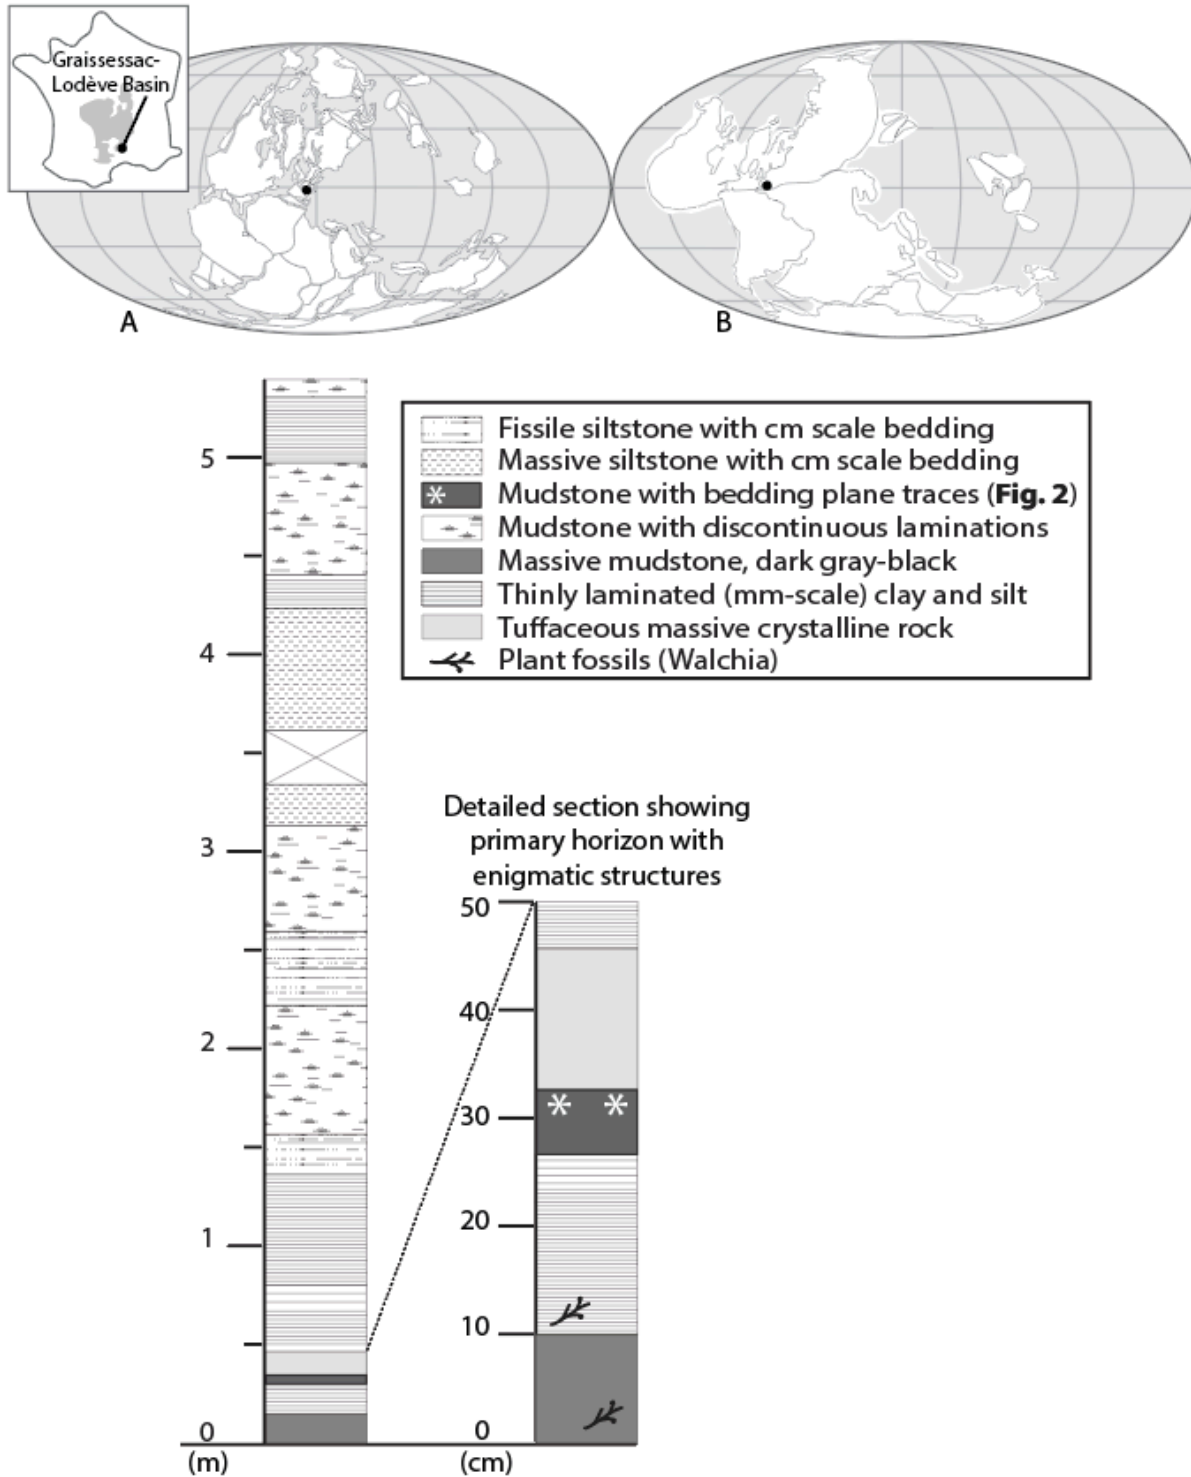 Graissessac-
Lodève Basin
A
B
Fissile siltstone with cm scale bedding
Massive siltstone with cm scale bedding
Mudstone with bedding plane traces (Fig. 2)
Mudstone with discontinuous laminations
Massive mudstone, dark gray-black
Thinly laminated (mm-scale) clay and silt
Tuffaceous massive crystalline rock
Plant fossils (Walchia)
5
4
3
2
1
0
(m)
Detailed section showing
primary horizon with
enigmatic structures
50
40
30
20
10
0
(cm)